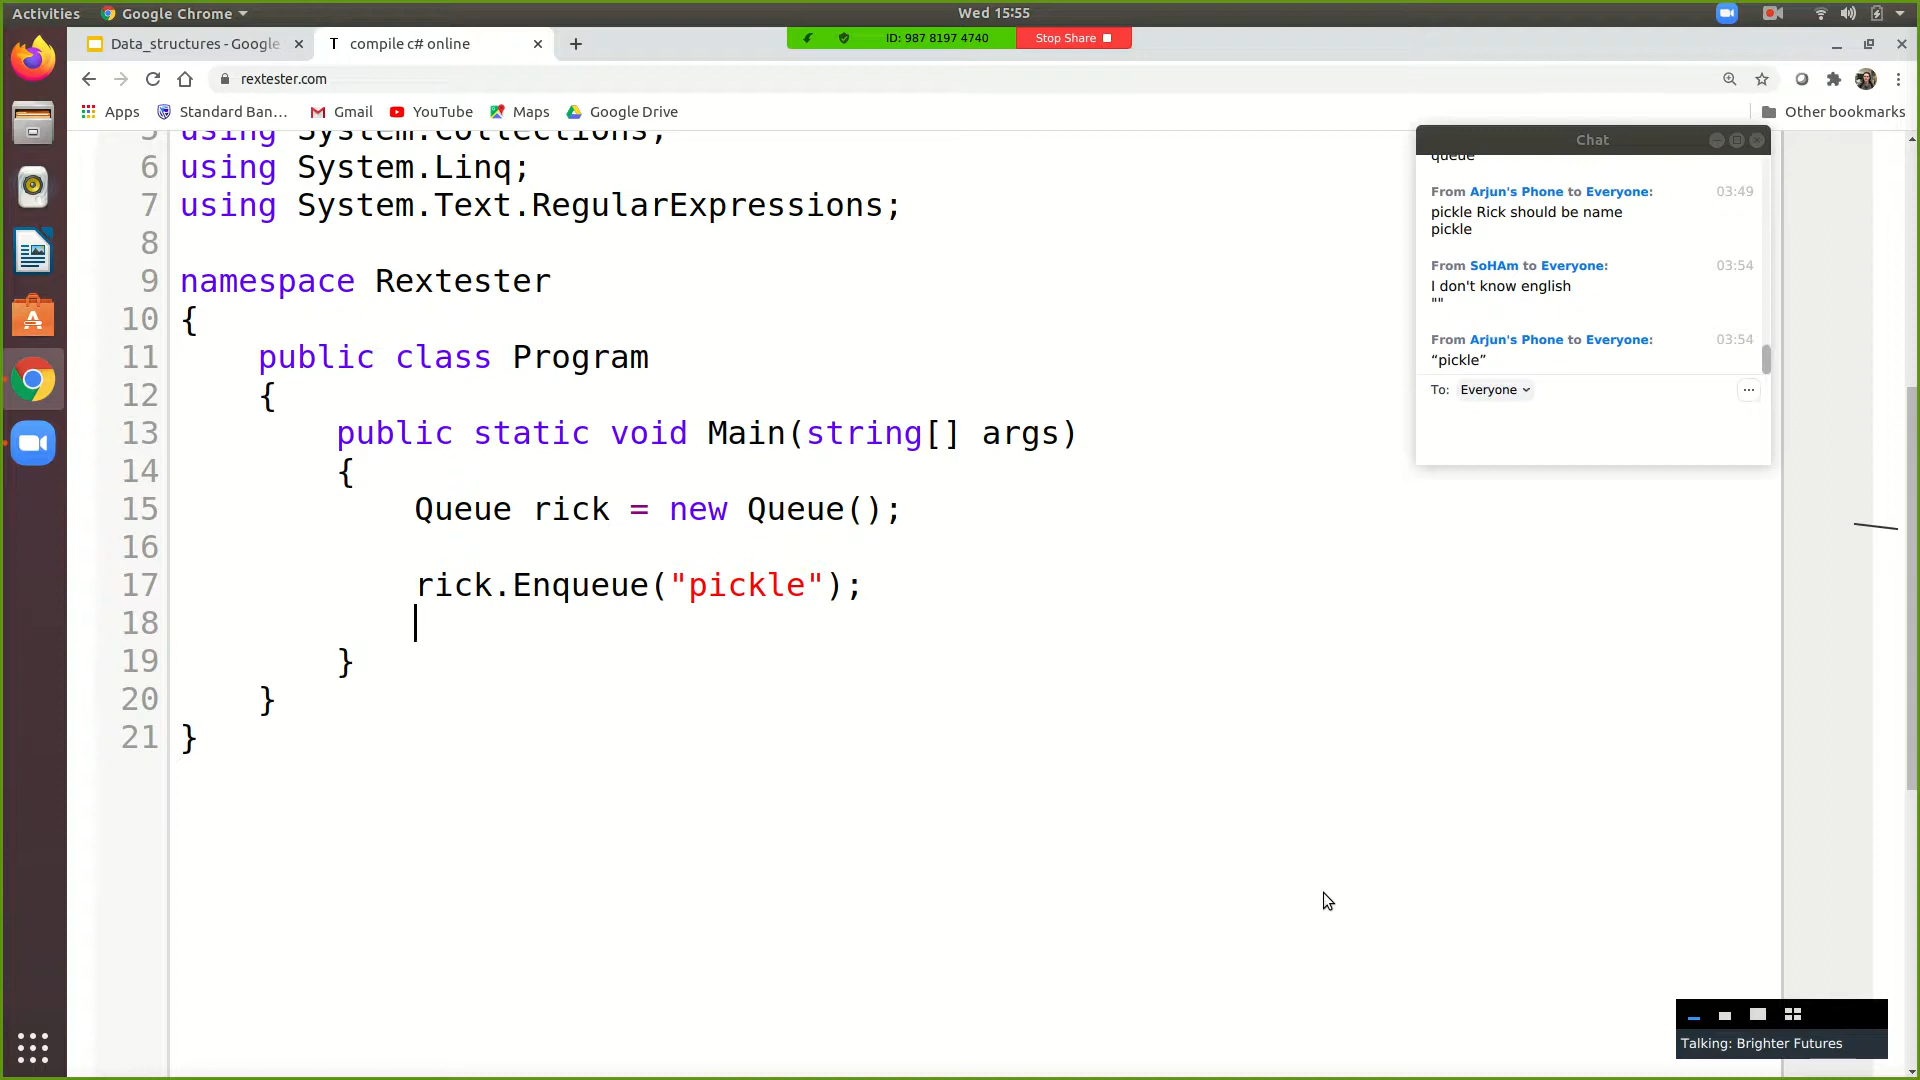 Activities Google Chrome Wed 15:55
Data_structures - Google compile c# online ID: 987 8197 4740 Stop Share
rextester.com
Apps Standard Ban... Gmail YouTube Maps Google Drive Other bookmarks
5 using System.Collections;
6 using System.Linq;
7 using System.Text.RegularExpressions;
8
9 namespace Rextester
10 {
11 public class Program
12 {
13 public static void Main(string[] args)
14 {
15 Queue rick = new Queue();
16
17 rick.Enqueue("pickle");
18
19 }
20 }
21 }
Chat
queue
From Arjun's Phone to Everyone: 03:49
pickle Rick should be name
pickle
From SoHAm to Everyone: 03:54
I don't know english
""
From Arjun's Phone to Everyone: 03:54
“pickle”
To: Everyone ...
Talking: Brighter Futures